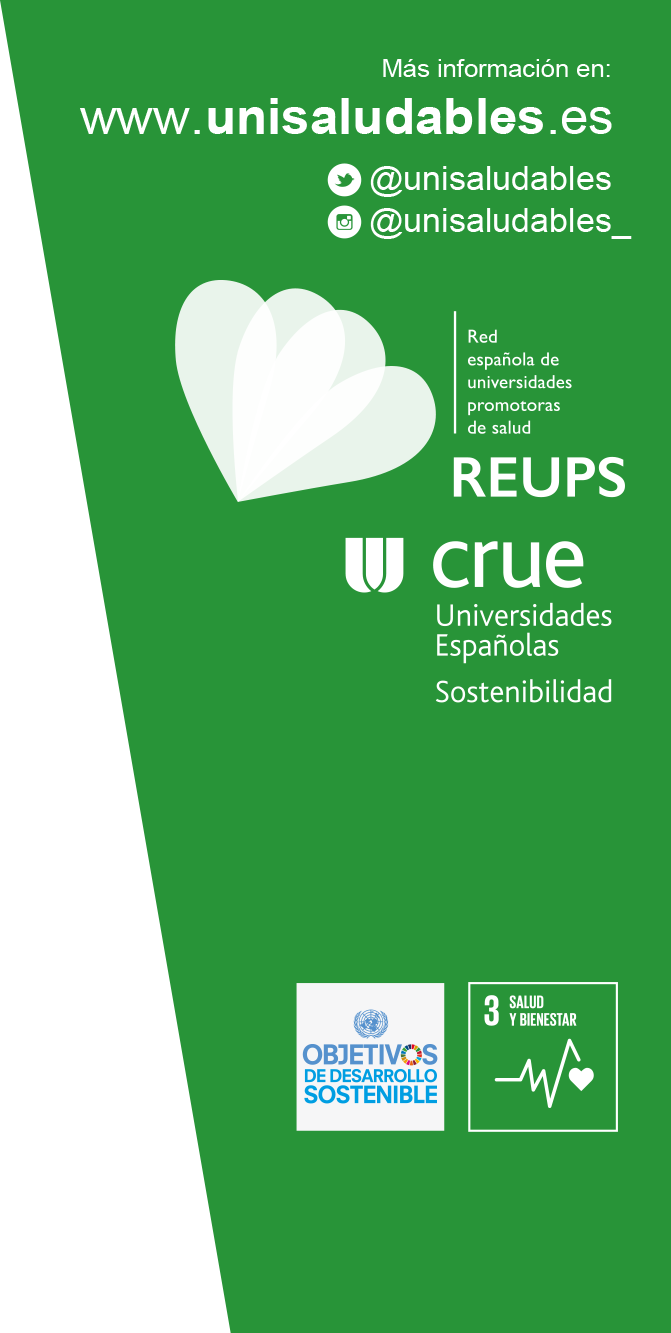 Más información en:
www.unisaludables.es
@unisaludables
@unisaludables_
Red
española de
universidades
promotoras
de salud
REUPS
crue
Universidades
Españolas
Sostenibilidad
OBJETIVOS
DE DESARROLLO
SOSTENIBLE
3 SALUD
Y BIENESTAR